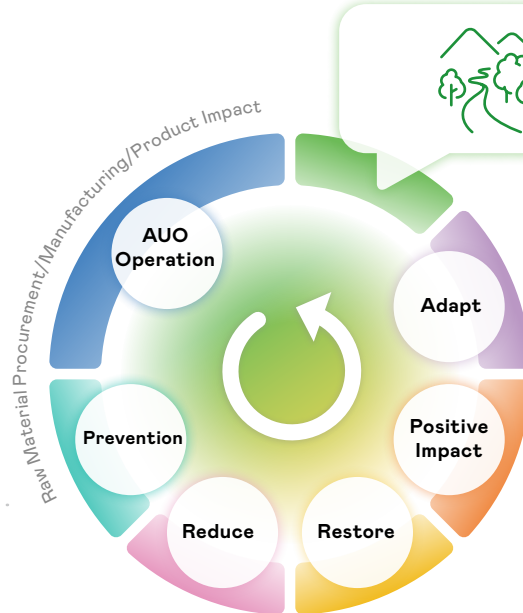 Raw Material Procurement/Manufacturing/Product Impact
AUO
Operation
Adapt
Prevention
Positive
Impact
Reduce
Restore